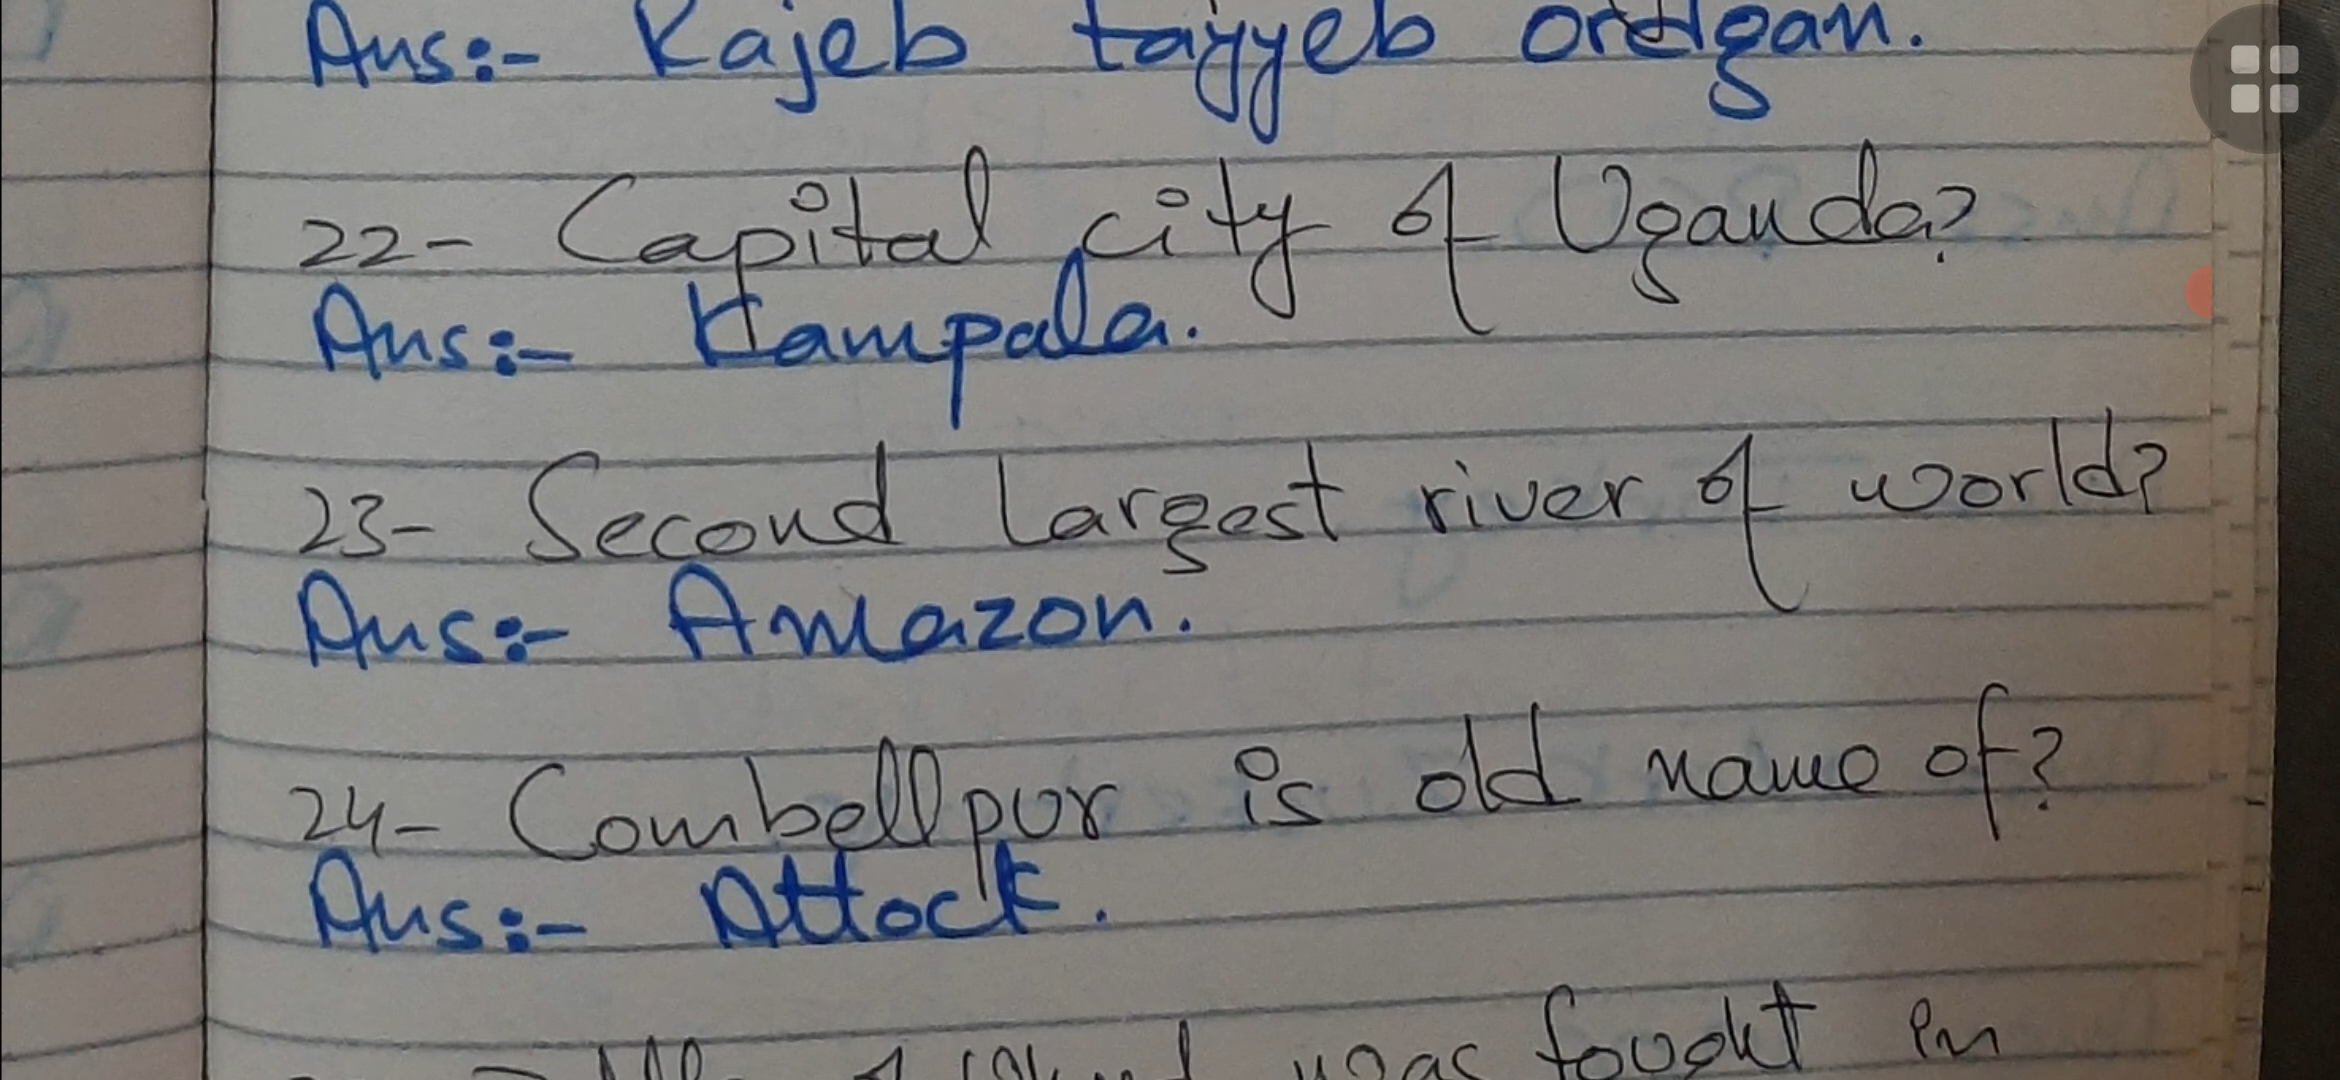 Ans:- Rajeb tayyeb ordgan.
22- Capital city of Uganda?
Ans:- Kampala.
23- Second largest river of world?
Ans:- Amazon.
24- Combellpur is old name of?
Ans:- Attock.
was fought in